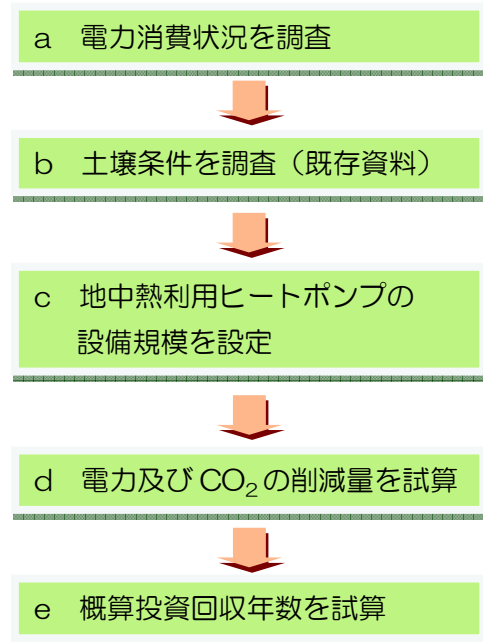 a 電力消費状況を調査
b 土壌条件を調査（既存資料）
c 地中熱利用ヒートポンプの
設備規模を設定
d 電力及びCO₂の削減量を試算
e 概算投資回収年数を試算